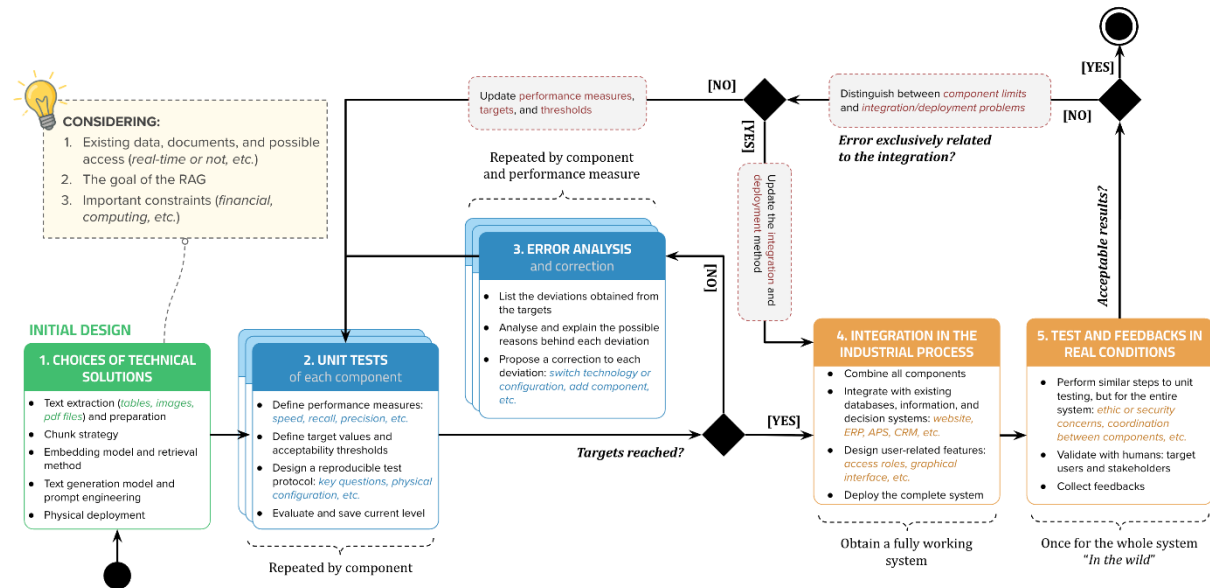 CONSIDERING:
1. Existing data, documents, and possible
access (real-time or not, etc.)
2. The goal of the RAG
3. Important constraints (financial,
computing, etc.)
INITIAL DESIGN
1. CHOICES OF TECHNICAL
SOLUTIONS
● Text extraction (tables, images,
pdf files) and preparation
● Chunk strategy
● Embedding model and retrieval
method
● Text generation model and
prompt engineering
● Physical deployment
2. UNIT TESTS
of each component
● Define performance measures:
speed, recall, precision, etc.
● Define target values and
acceptability thresholds
● Design a reproducible test
protocol: key questions, physical
configuration, etc.
● Evaluate and save current level
Repeated by component
Update performance measures,
targets, and thresholds
[NO]
Repeated by component
and performance measure
3. ERROR ANALYSIS
and correction
● List the deviations obtained from
the targets
● Analyse and explain the possible
reasons behind each deviation
● Propose a correction to each
deviation: switch technology or
configuration, add component,
etc.
[NO]
Targets reached?
[YES]
[YES]
Update the integration and
deployment method
4. INTEGRATION IN THE
INDUSTRIAL PROCESS
● Combine all components
● Integrate with existing
databases, information, and
decision systems: website,
ERP, APS, CRM, etc.
● Design user-related features:
access roles, graphical
interface, etc.
● Deploy the complete system
Obtain a fully working
system
5. TEST AND FEEDBACKS IN
REAL CONDITIONS
● Perform similar steps to unit
testing, but for the entire
system: ethic or security
concerns, coordination
between components, etc.
● Validate with humans: target
users and stakeholders
● Collect feedbacks
Once for the whole system
"In the wild"
Acceptable results?
[YES]
[NO]
Distinguish between component limits
and integration/deployment problems
Error exclusively related
to the integration?